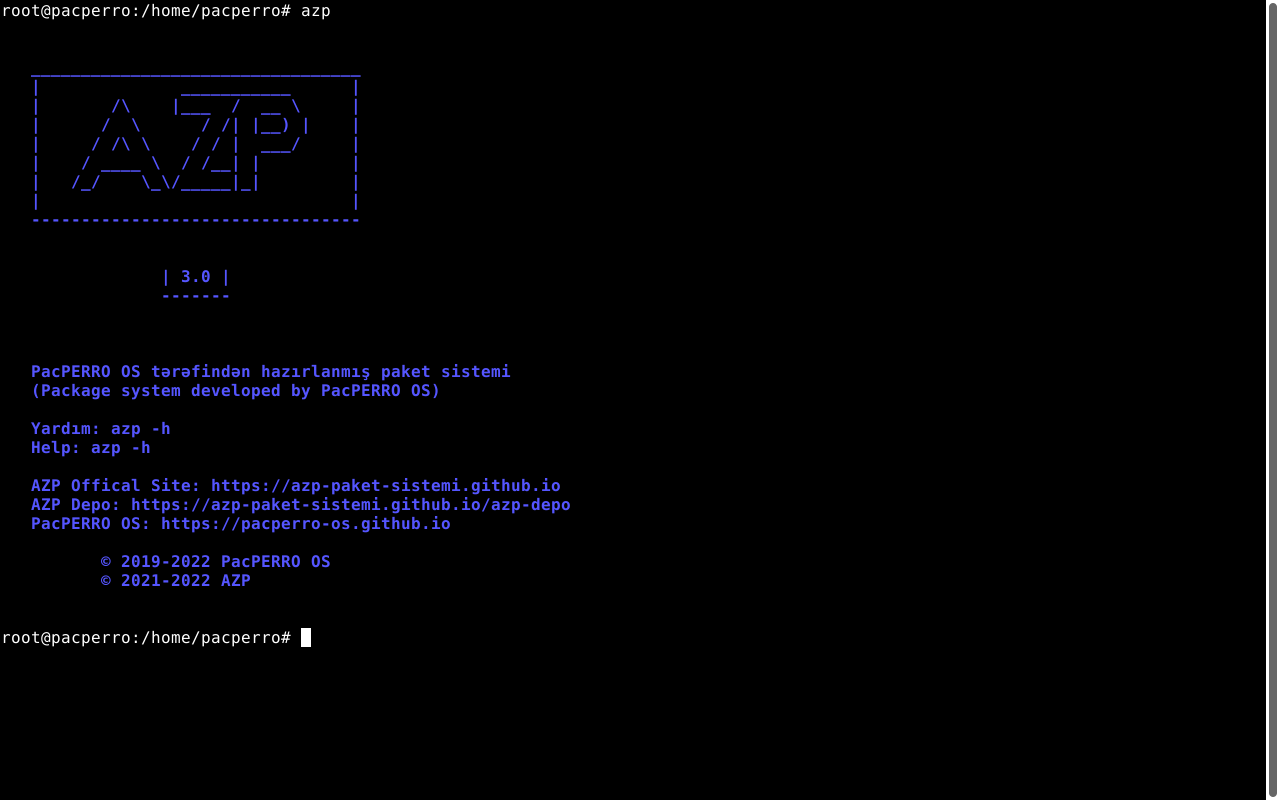 root@pacperro:/home/pacperro# azp
AZP
| 3.0 |
-------
PacPERRO OS tərəfindən hazırlanmış paket sistemi
(Package system developed by PacPERRO OS)
Yardım: azp -h
Help: azp -h
AZP Offical Site: https://azp-paket-sistemi.github.io
AZP Depo: https://azp-paket-sistemi.github.io/azp-depo
PacPERRO OS: https://pacperro-os.github.io
© 2019-2022 PacPERRO OS
© 2021-2022 AZP
root@pacperro:/home/pacperro#